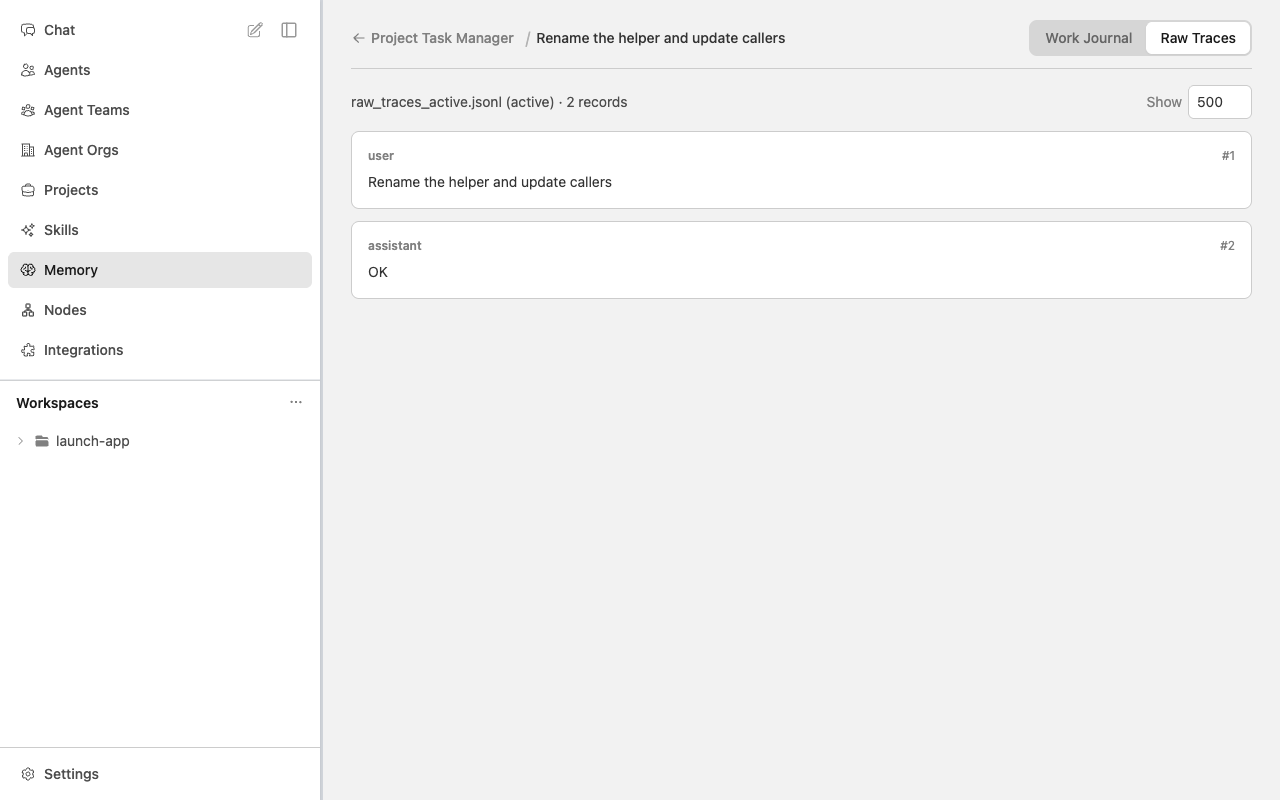 Chat
Agents
Agent Teams
Agent Orgs
Projects
Skills
Memory
Nodes
Integrations
Workspaces
launch-app
Settings
Project Task Manager / Rename the helper and update callers
Work Journal
Raw Traces
raw_traces_active.jsonl (active) · 2 records
Show 500
user #1
Rename the helper and update callers
assistant #2
OK